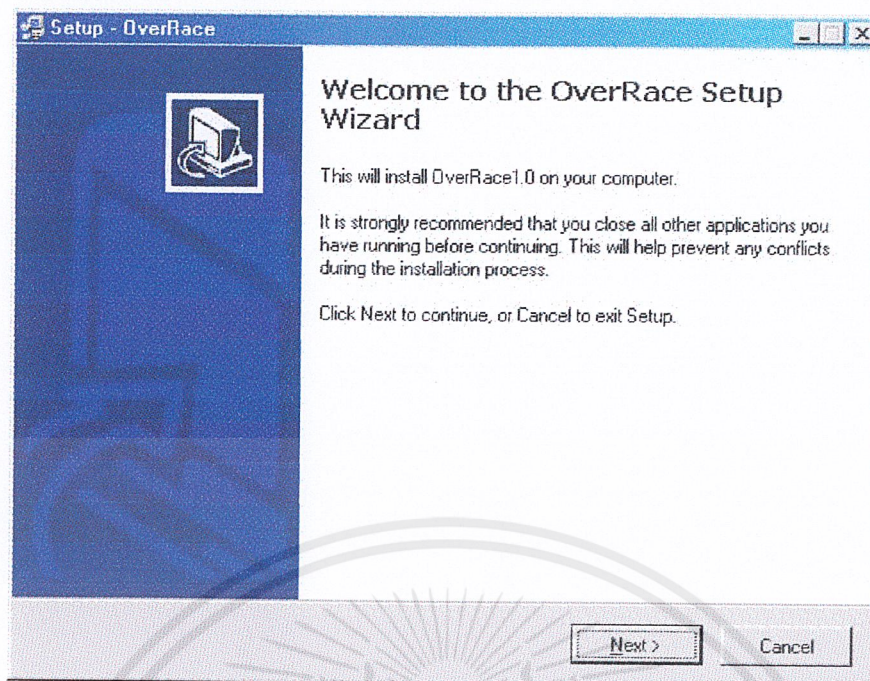 Setup - OverRace
Welcome to the OverRace Setup
Wizard
This will install OverRace1.0 on your computer.
It is strongly recommended that you close all other applications you
have running before continuing. This will help prevent any conflicts
during the installation process.
Click Next to continue, or Cancel to exit Setup.
Next >
Cancel